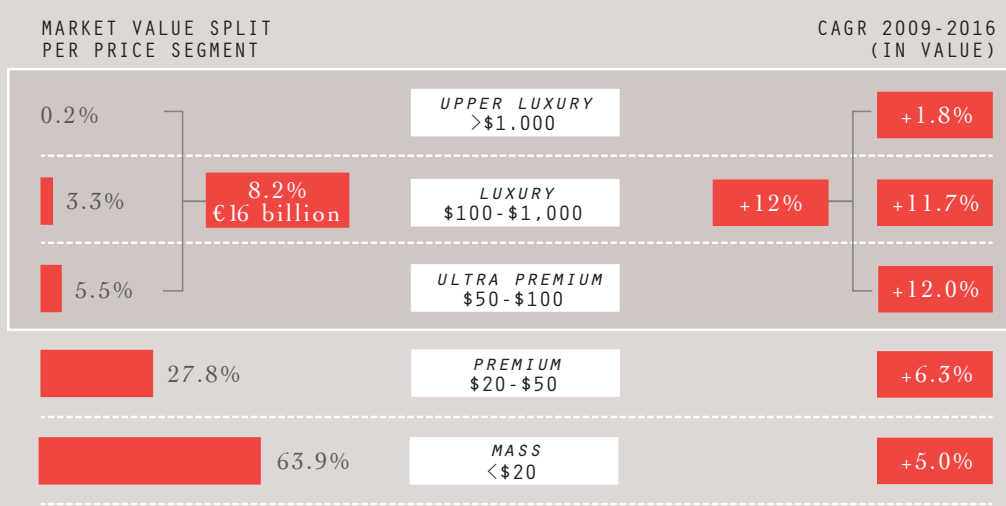 MARKET VALUE SPLIT
PER PRICE SEGMENT
CAGR 2009-2016
(IN VALUE)
0.2%
UPPER LUXURY
>$1.000
+1.8%
3.3%
8.2%
€16 billion
LUXURY
$100-$1,000
+12%
+11.7%
5.5%
ULTRA PREMIUM
$50-$100
+12.0%
27.8%
PREMIUM
$20-$50
+6.3%
63.9%
MASS
<$20
+5.0%